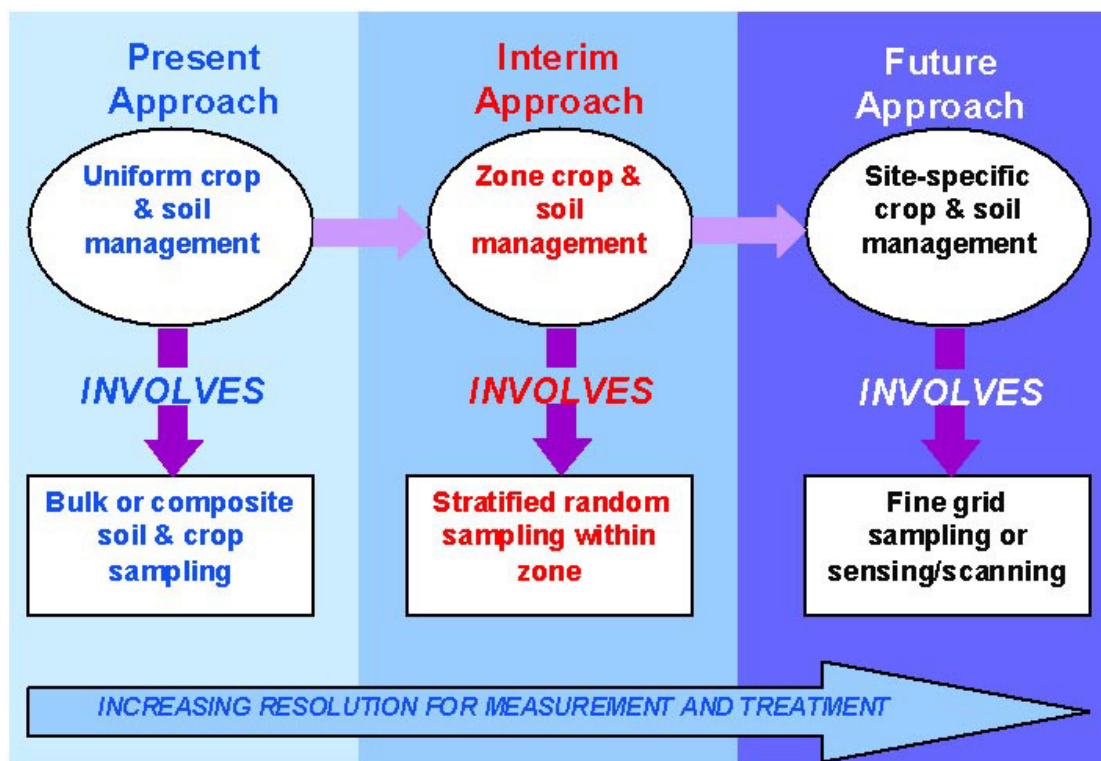 Present
Approach
Uniform crop
& soil
management
INVOLVES
Bulk or composite
soil & crop
sampling
Interim
Approach
Zone crop &
soil
management
INVOLVES
Stratified random
sampling within
zone
Future
Approach
Site-specific
crop & soil
management
INVOLVES
Fine grid
sampling or
sensing/scanning
INCREASING RESOLUTION FOR MEASUREMENT AND TREATMENT